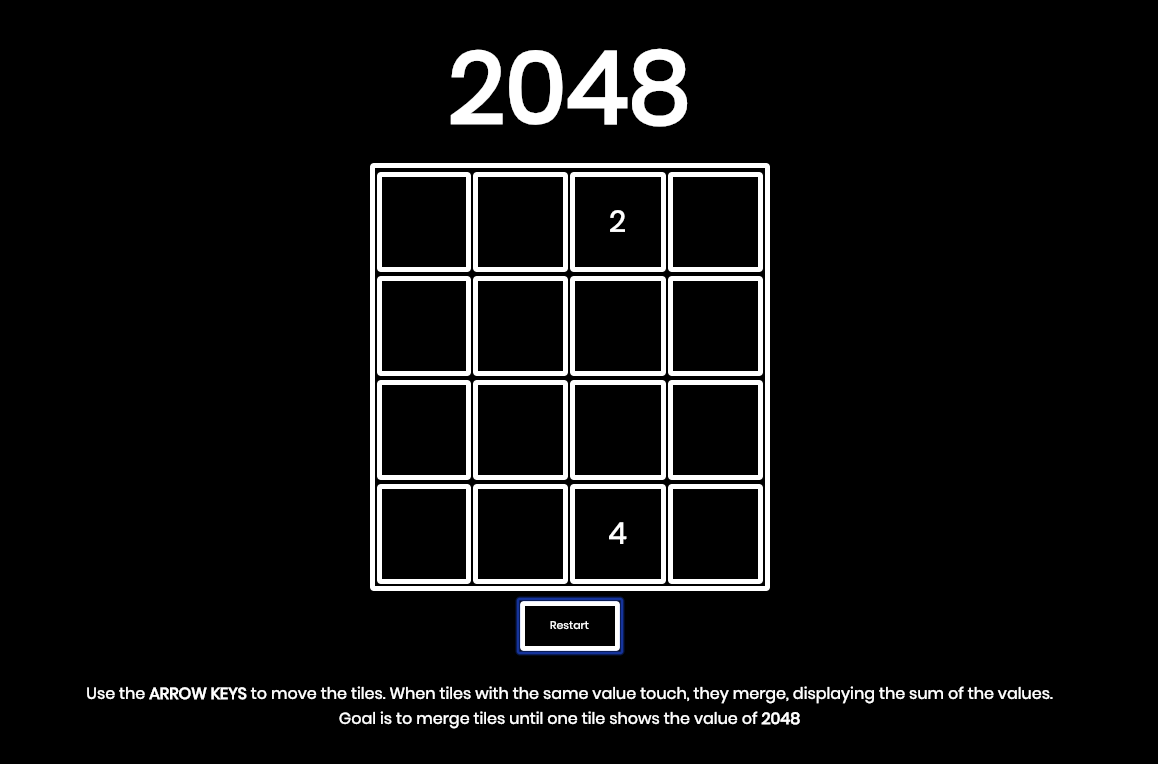 2048
2
4
Restart
Use the ARROW KEYS to move the tiles. When tiles with the same value touch, they merge, displaying the sum of the values.
Goal is to merge tiles until one tile shows the value of 2048